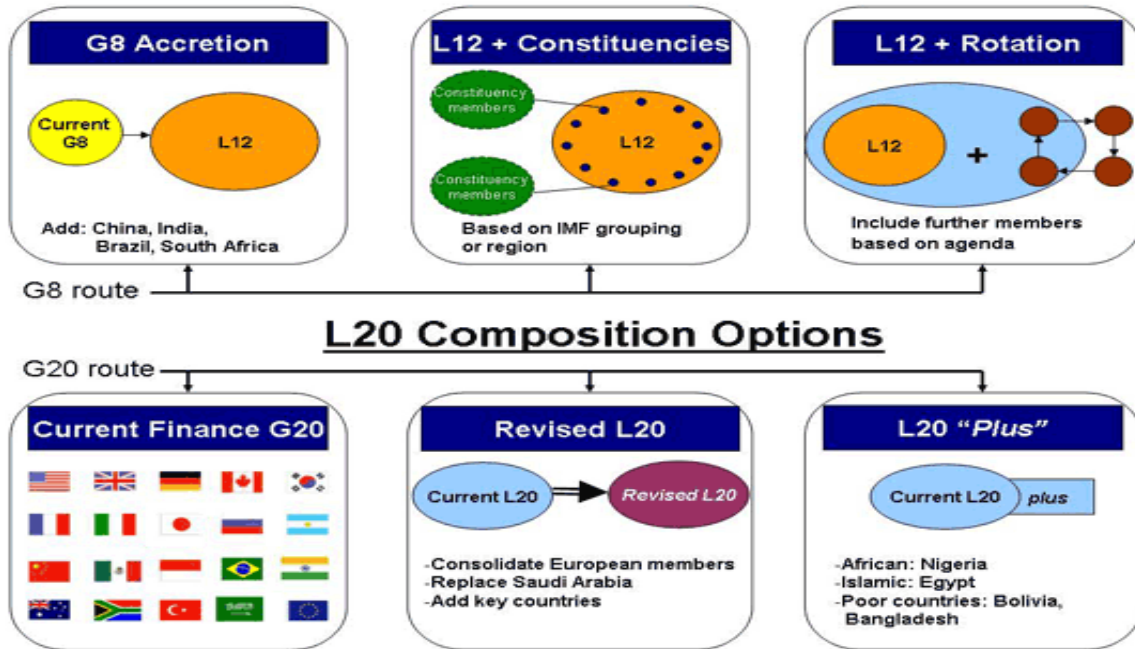 G8 Accretion
Current
G8
L12
Add: China, India,
Brazil, South Africa
L12 + Constituencies
Constituency
members
L12
Constituency
members
Based on IMF grouping
or region
L12 + Rotation
L12
+
Include further members
based on agenda
G8 route
L20 Composition Options
G20 route
Current Finance G20
Revised L20
Current L20
Revised L20
-Consolidate European members
-Replace Saudi Arabia
-Add key countries
L20 "Plus"
Current L20
plus
-African: Nigeria
-Islamic: Egypt
-Poor countries: Bolivia,
Bangladesh